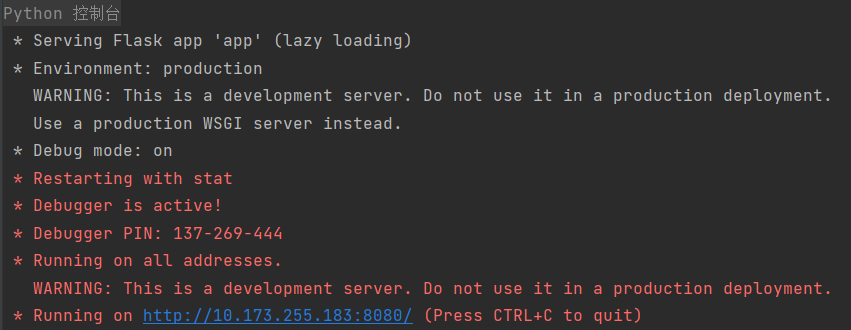 Python 控制台
* Serving Flask app 'app' (lazy loading)
* Environment: production
WARNING: This is a development server. Do not use it in a production deployment.
Use a production WSGI server instead.
* Debug mode: on
* Restarting with stat
* Debugger is active!
* Debugger PIN: 137-269-444
* Running on all addresses.
WARNING: This is a development server. Do not use it in a production deployment.
* Running on http://10.173.255.183:8080/ (Press CTRL+C to quit)